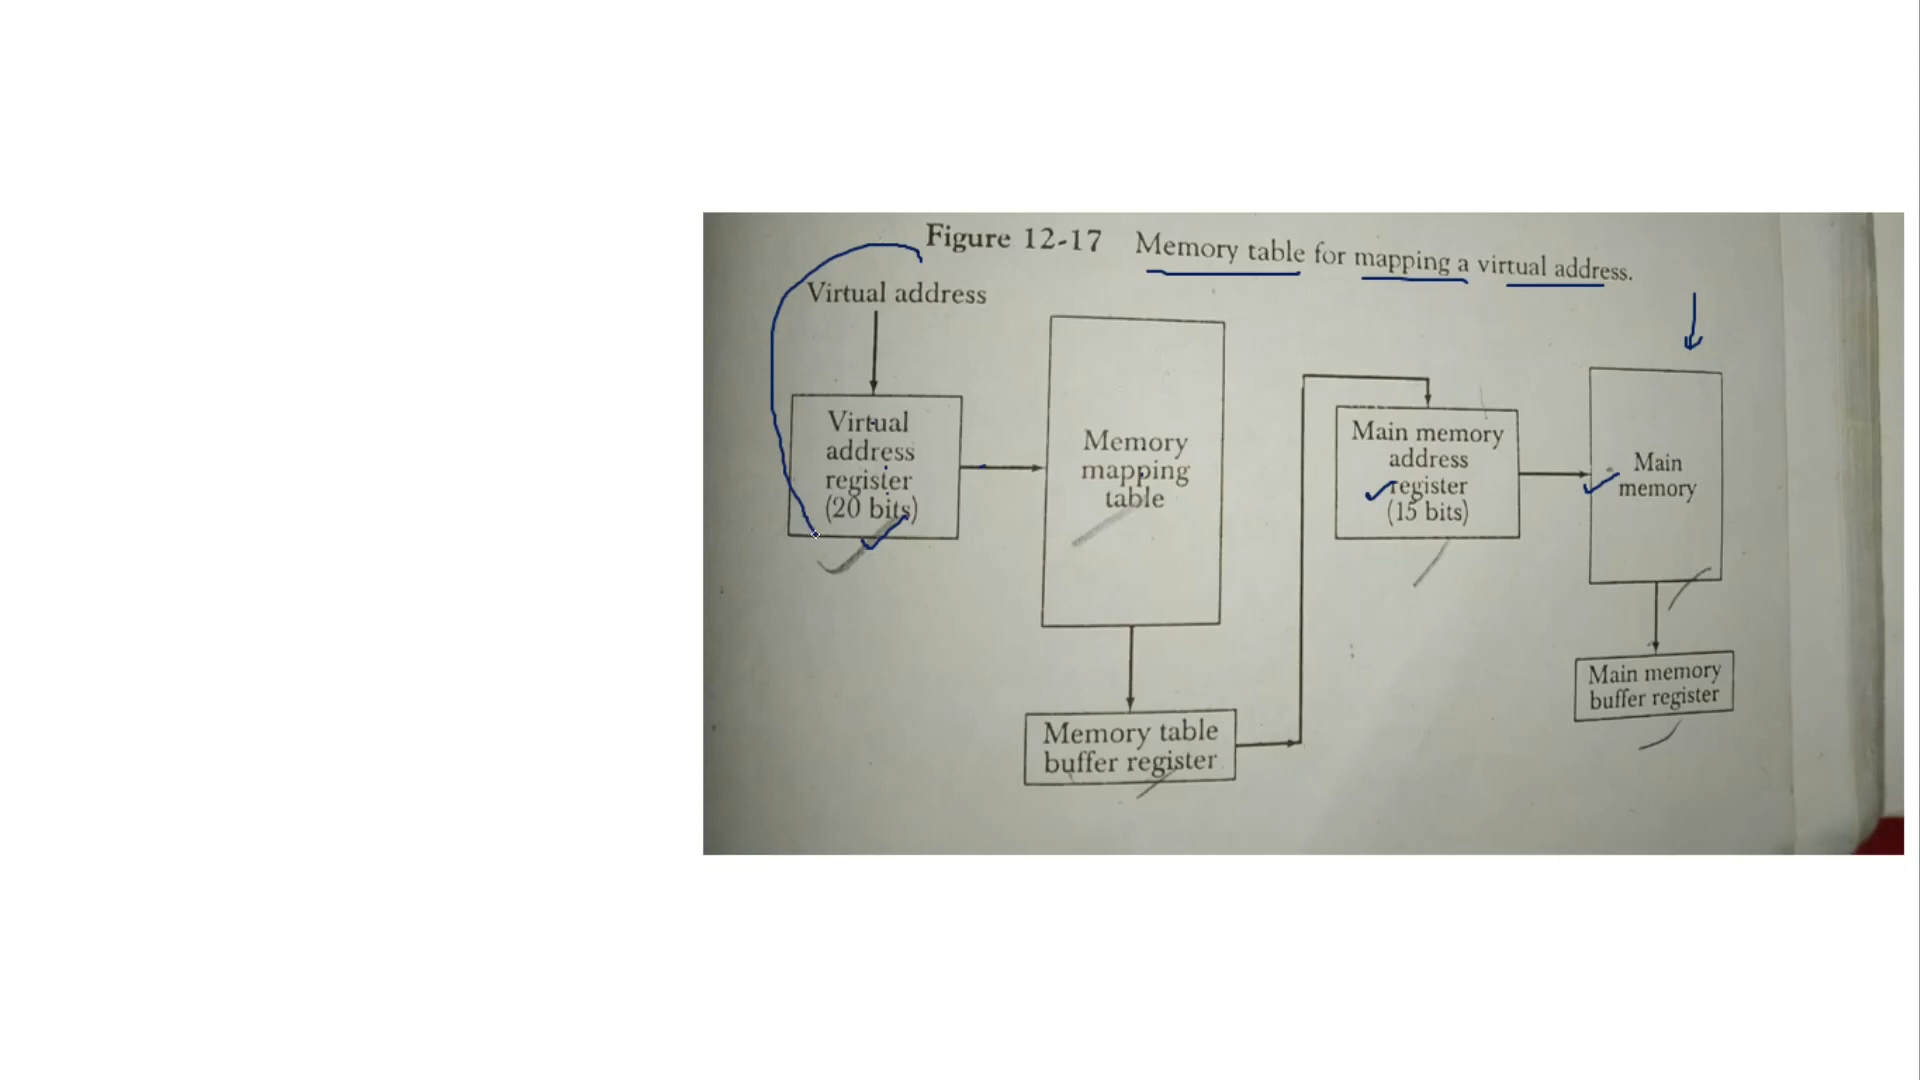 Figure 12-17 Memory table for mapping a virtual address.
Virtual address
Virtual
address
register
(20 bits)
Memory
mapping
table
Memory table
buffer register
Main memory
address
register
(15 bits)
Main
memory
Main memory
buffer register